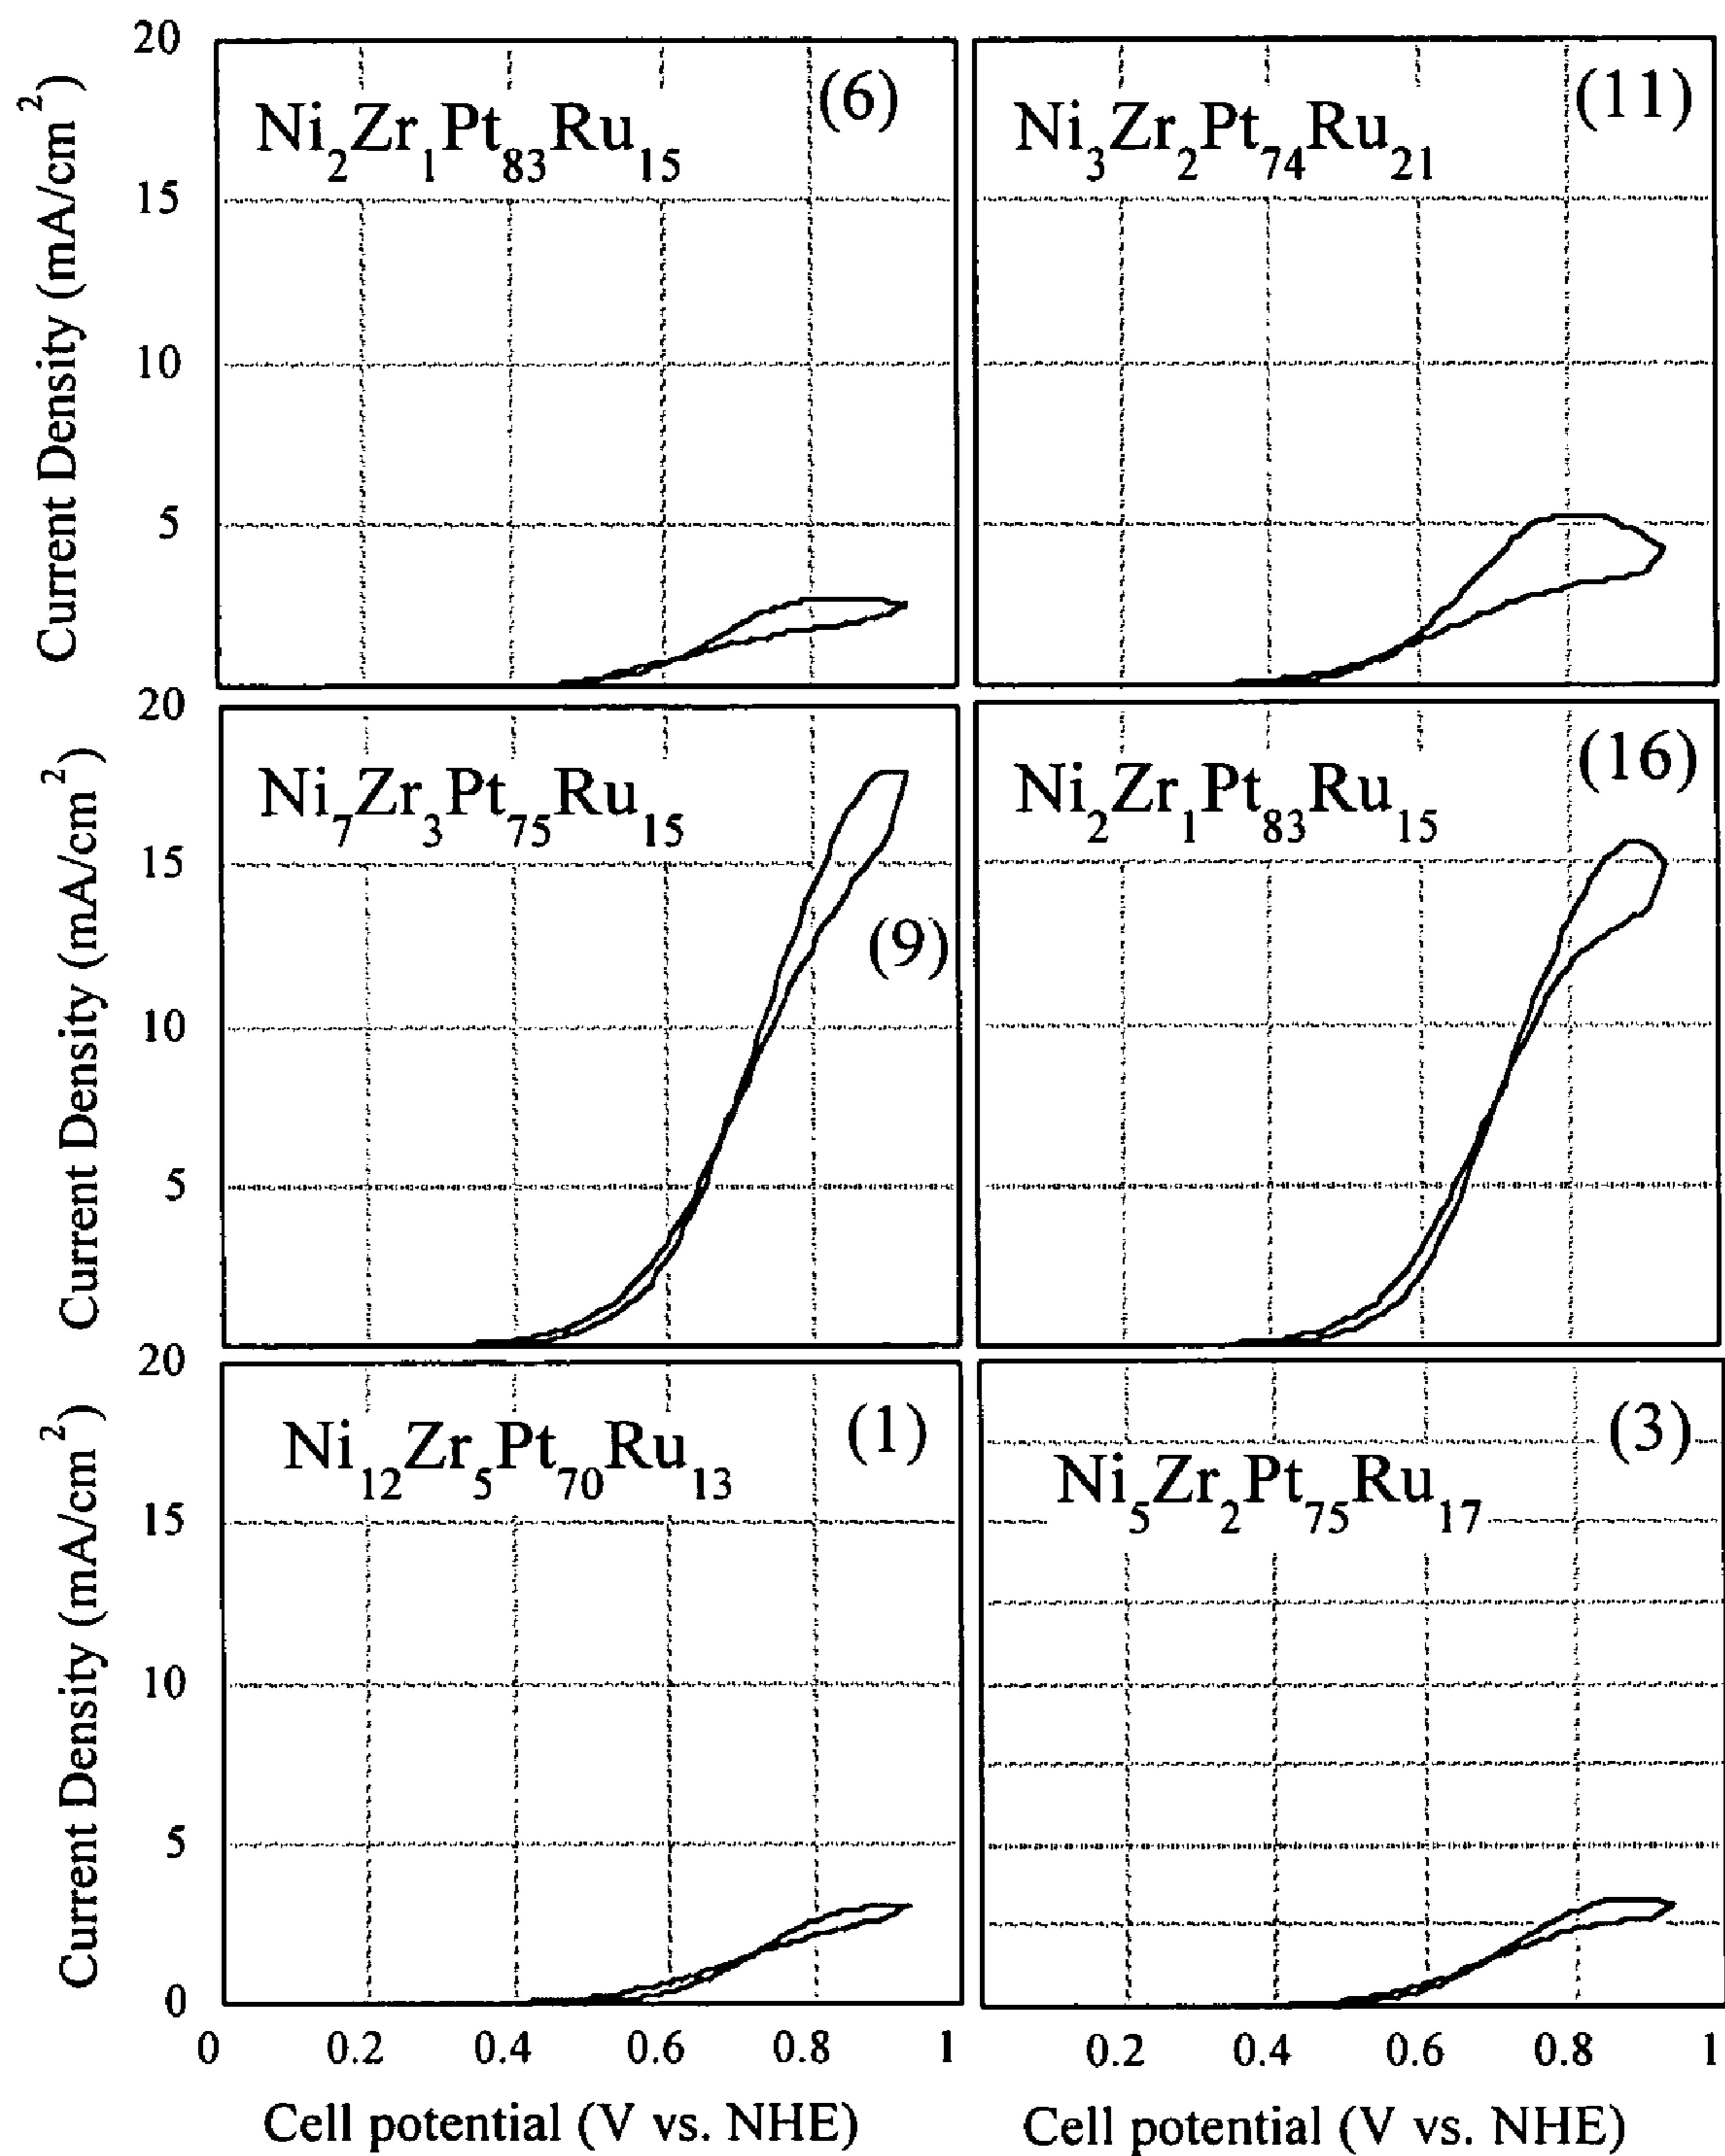 20
Ni2Zr1Pt83Ru15 (6)
15
10
5
Current Density (mA/cm2)
Ni3Zr2Pt74Ru21 (11)
20
Ni7Zr3Pt75Ru15
15
(9)
10
5
Current Density (mA/cm2)
Ni2Zr1Pt83Ru15 (16)
20
Ni12Zr5Pt70Ru13 (1)
15
10
5
0
Current Density (mA/cm2)
Ni5Zr2Pt75Ru17 (3)
0 0.2 0.4 0.6 0.8 1
Cell potential (V vs. NHE)
0.2 0.4 0.6 0.8 1
Cell potential (V vs. NHE)